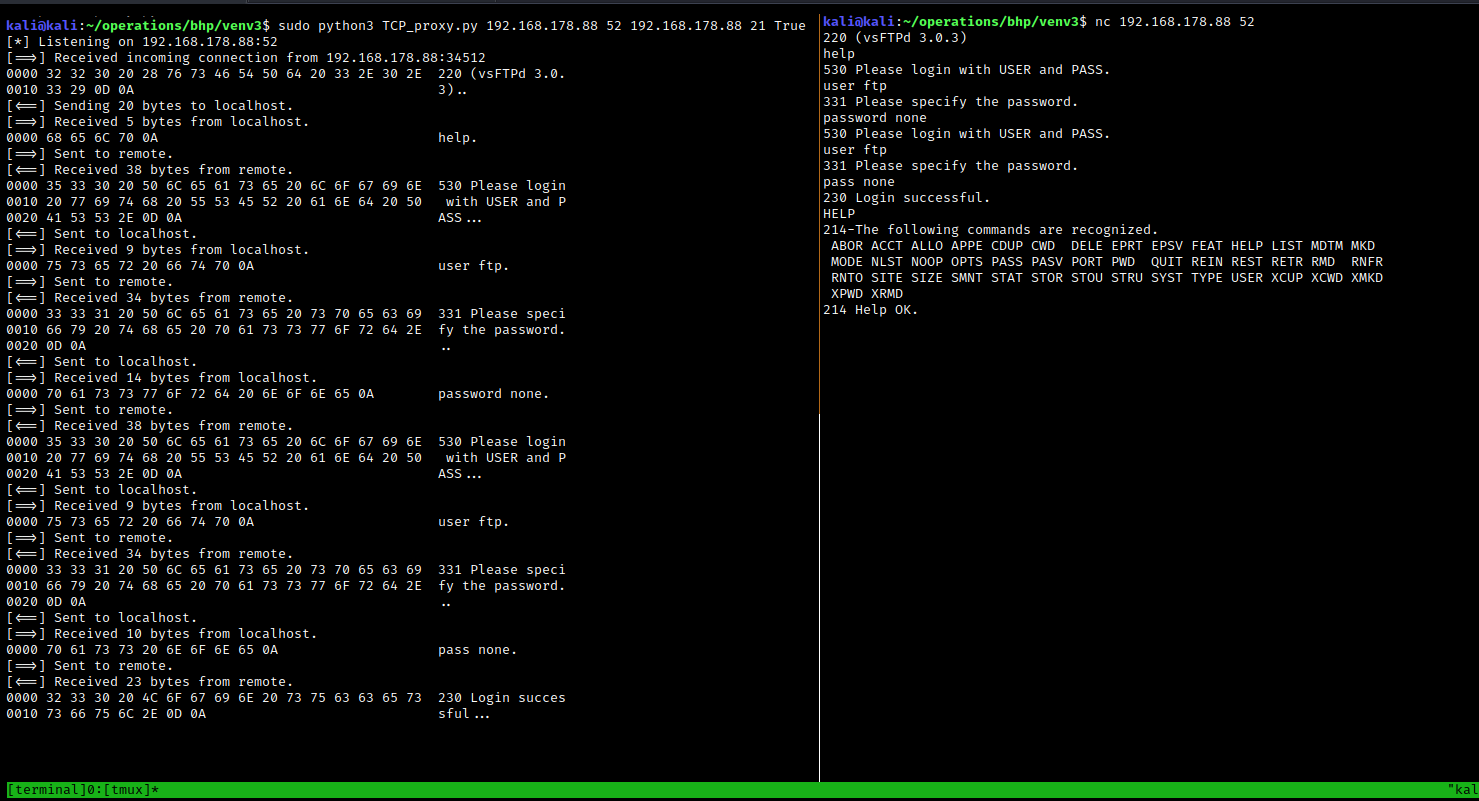 kali@kali:~/operations/bhp/venv3$ sudo python3 TCP_proxy.py 192.168.178.88 52 192.168.178.88 21 True
[*] Listening on 192.168.178.88:52
[==>] Received incoming connection from 192.168.178.88:34512
0000 32 32 30 20 28 76 73 46 54 50 64 20 33 2E 30 2E  220 (vsFTPd 3.0.
0010 33 29 0D 0A                                      3)..
[<==] Sending 20 bytes to localhost.
[==>] Received 5 bytes from localhost.
0000 68 65 6C 70 0A                                   help.
[==>] Sent to remote.
[<==] Received 38 bytes from remote.
0000 35 33 30 20 50 6C 65 61 73 65 20 6C 6F 67 69 6E  530 Please login
0010 20 77 69 74 68 20 55 53 45 52 20 61 6E 64 20 50   with USER and P
0020 41 53 53 2E 0D 0A                                ASS...
[<==] Sent to localhost.
[==>] Received 9 bytes from localhost.
0000 75 73 65 72 20 66 74 70 0A                       user ftp.
[==>] Sent to remote.
[<==] Received 34 bytes from remote.
0000 33 33 31 20 50 6C 65 61 73 65 20 73 70 65 63 69  331 Please speci
0010 66 79 20 74 68 65 20 70 61 73 73 77 6F 72 64 2E  fy the password.
0020 0D 0A                                            ..
[<==] Sent to localhost.
[==>] Received 14 bytes from localhost.
0000 70 61 73 73 77 6F 72 64 20 6E 6F 6E 65 0A        password none.
[==>] Sent to remote.
[<==] Received 38 bytes from remote.
0000 35 33 30 20 50 6C 65 61 73 65 20 6C 6F 67 69 6E  530 Please login
0010 20 77 69 74 68 20 55 53 45 52 20 61 6E 64 20 50   with USER and P
0020 41 53 53 2E 0D 0A                                ASS...
[<==] Sent to localhost.
[==>] Received 9 bytes from localhost.
0000 75 73 65 72 20 66 74 70 0A                       user ftp.
[==>] Sent to remote.
[<==] Received 34 bytes from remote.
0000 33 33 31 20 50 6C 65 61 73 65 20 73 70 65 63 69  331 Please speci
0010 66 79 20 74 68 65 20 70 61 73 73 77 6F 72 64 2E  fy the password.
0020 0D 0A                                            ..
[<==] Sent to localhost.
[==>] Received 10 bytes from localhost.
0000 70 61 73 73 20 6E 6F 6E 65 0A                    pass none.
[==>] Sent to remote.
[<==] Received 23 bytes from remote.
0000 32 33 30 20 4C 6F 67 69 6E 20 73 75 63 63 65 73  230 Login succes
0010 73 66 75 6C 2E 0D 0A                             sful...
kali@kali:~/operations/bhp/venv3$ nc 192.168.178.88 52
220 (vsFTPd 3.0.3)
help
530 Please login with USER and PASS.
user ftp
331 Please specify the password.
password none
530 Please login with USER and PASS.
user ftp
331 Please specify the password.
pass none
230 Login successful.
HELP
214-The following commands are recognized.
 ABOR ACCT ALLO APPE CDUP CWD  DELE EPRT EPSV FEAT HELP LIST MDTM MKD
 MODE NLST NOOP OPTS PASS PASV PORT PWD  QUIT REIN REST RETR RMD  RNFR
 RNTO SITE SIZE SMNT STAT STOR STOU STRU SYST TYPE USER XCUP XCWD XMKD
 XPWD XRMD
214 Help OK.
[terminal]0:[tmux]* "kal